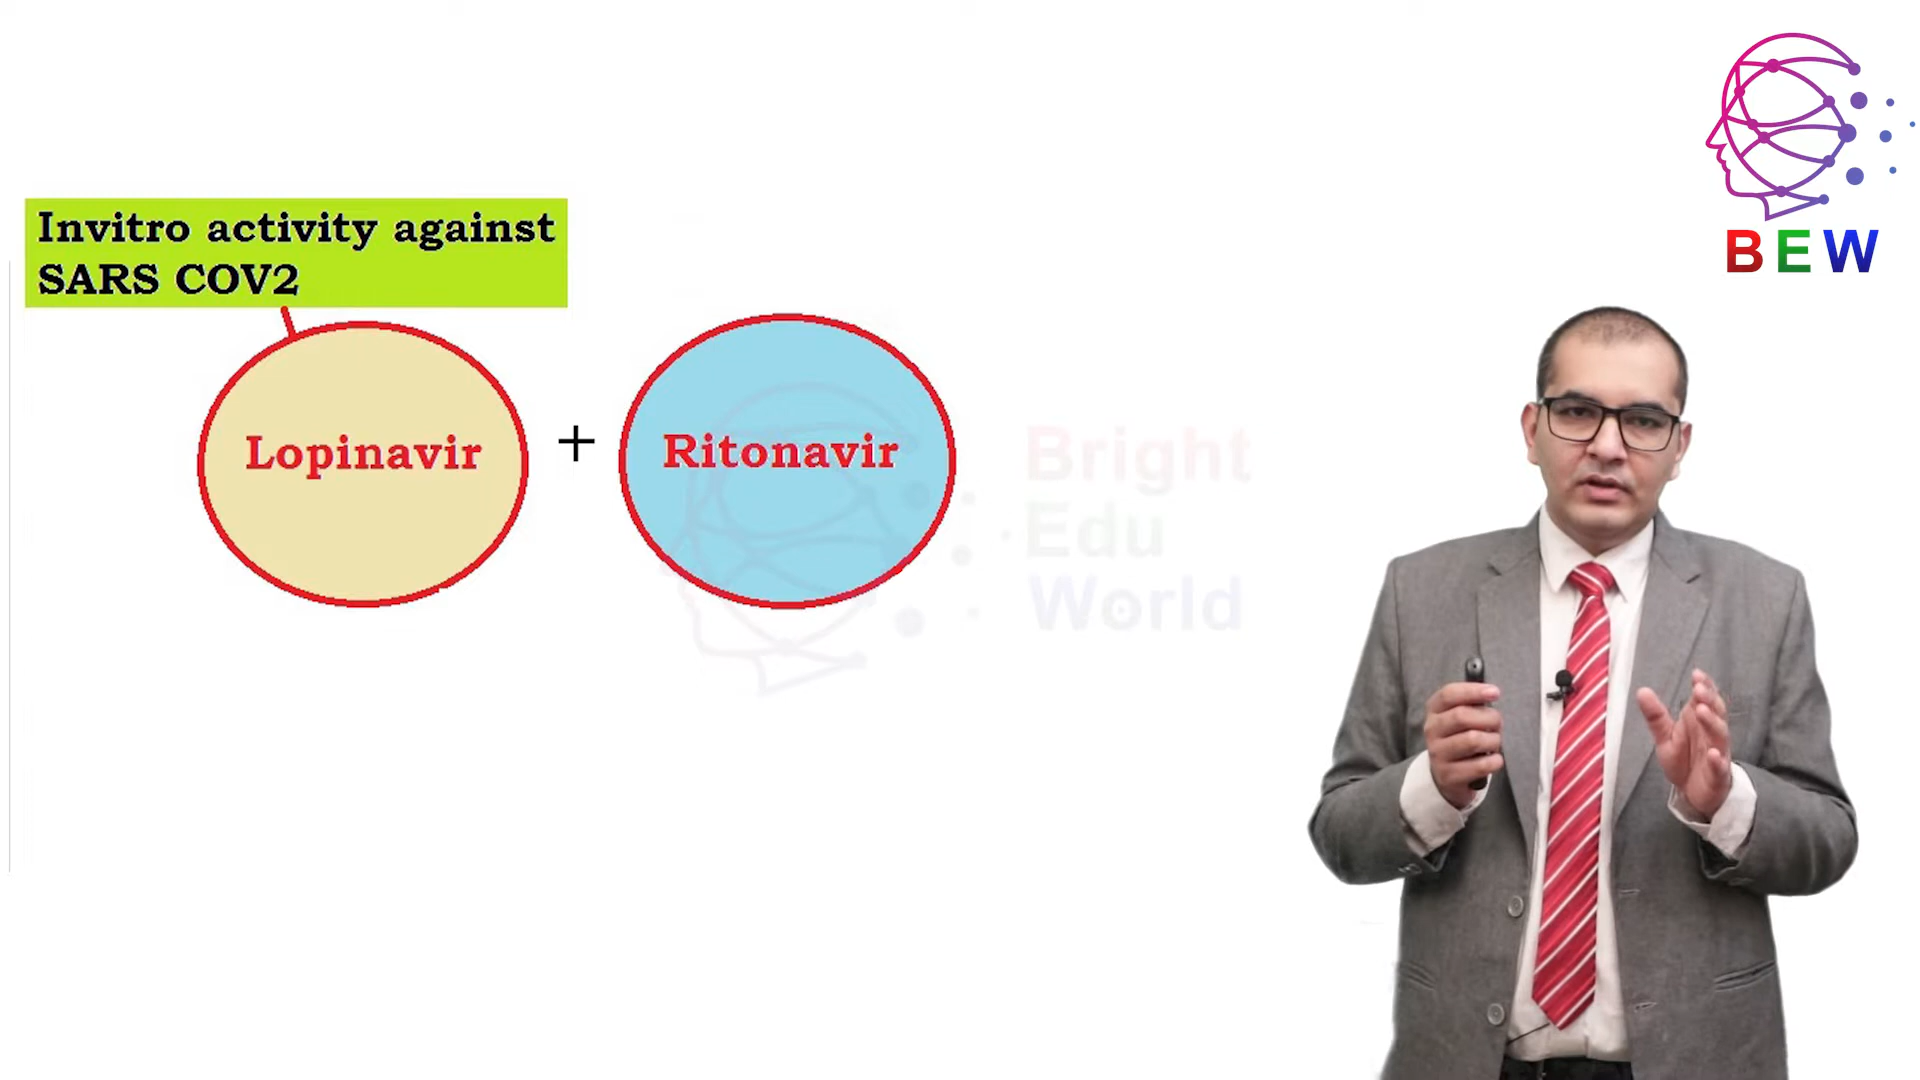 BEW
Invitro activity against
SARS COV2
Lopinavir
+
Ritonavir
Bright
Edu
World